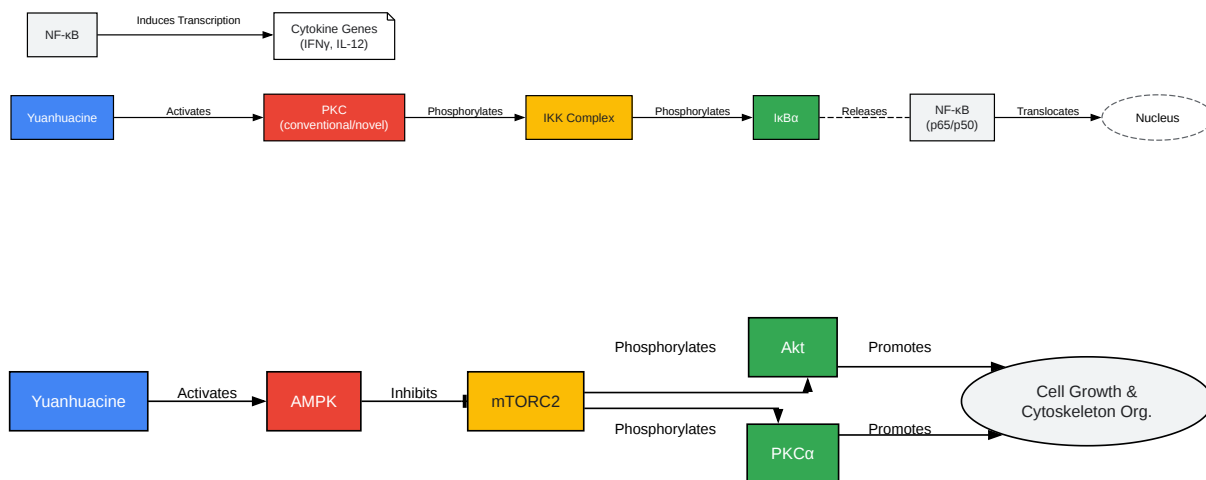 Induces Transcription
NF-κB
Cytokine Genes
(IFNγ, IL-12)
Yuanhuacine
Activates
PKC
(conventional/novel)
Phosphorylates
IKK Complex
Phosphorylates
IκBα
Releases
NF-κB
(p65/p50)
Translocates
Nucleus
Yuanhuacine
Activates
AMPK
Inhibits
mTORC2
Phosphorylates
Akt
Promotes
Phosphorylates
PKCα
Promotes
Cell Growth &
Cytoskeleton Org.